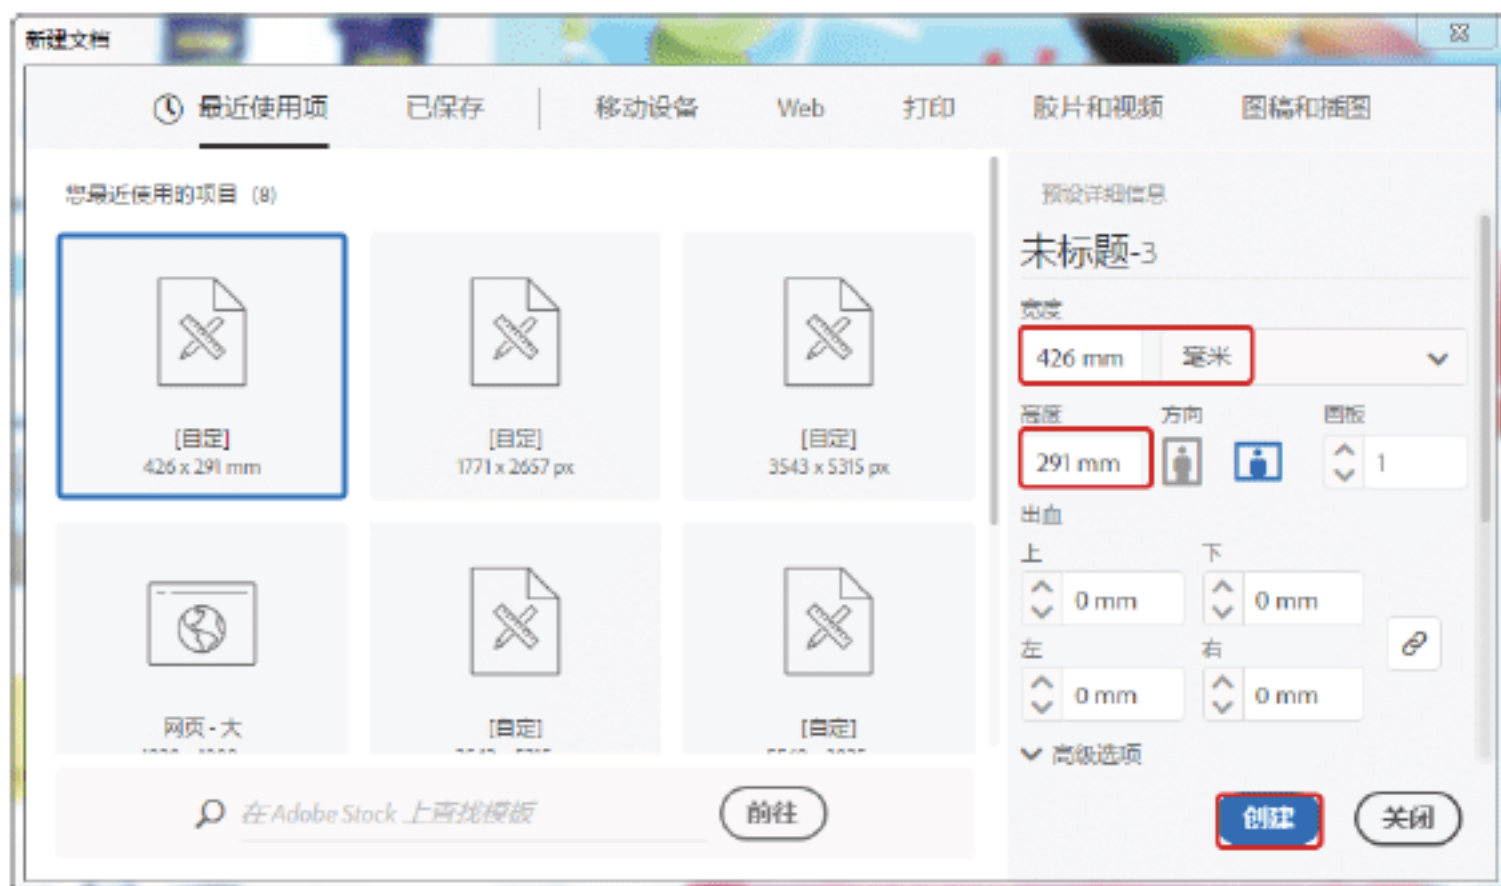 新建文档
最近使用项
已保存
移动设备
Web
打印
胶片和视频
图稿和插图
您最近使用的项目 (8)
[自定]
426 x 291 mm
[自定]
1771 x 2657 px
[自定]
3543 x 5315 px
网页 - 大
[自定]
[自定]
在 Adobe Stock 上查找模板
前往
预设详细信息
未标题-3
宽度
426 mm 毫米
高度 方向 画板
291 mm 1
出血
上 下
0 mm 0 mm
左 右
0 mm 0 mm
高级选项
创建 关闭